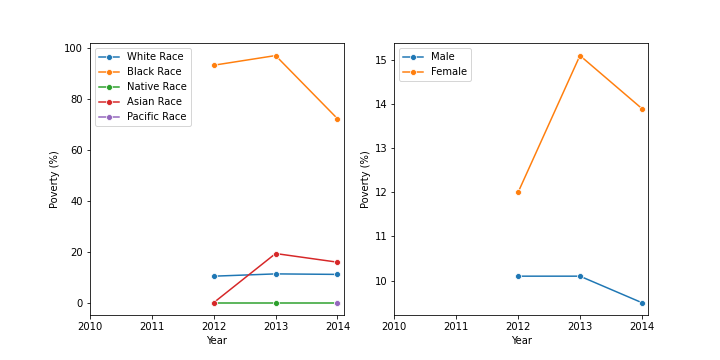 100
80
60
40
20
0
Poverty (%)
White Race
Black Race
Native Race
Asian Race
Pacific Race
2010 2011 2012 2013 2014
Year
15
14
13
12
11
10
Poverty (%)
Male
Female
2010 2011 2012 2013 2014
Year